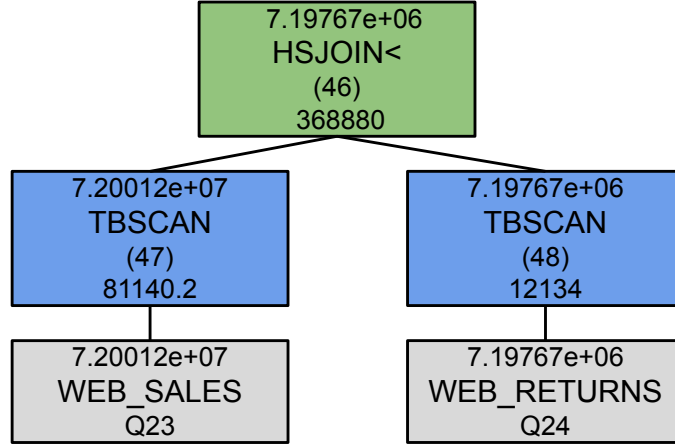 7.19767e+06
HSJOIN<
(46)
368880
7.20012e+07
TBSCAN
(47)
81140.2
7.19767e+06
TBSCAN
(48)
12134
7.20012e+07
WEB_SALES
Q23
7.19767e+06
WEB_RETURNS
Q24